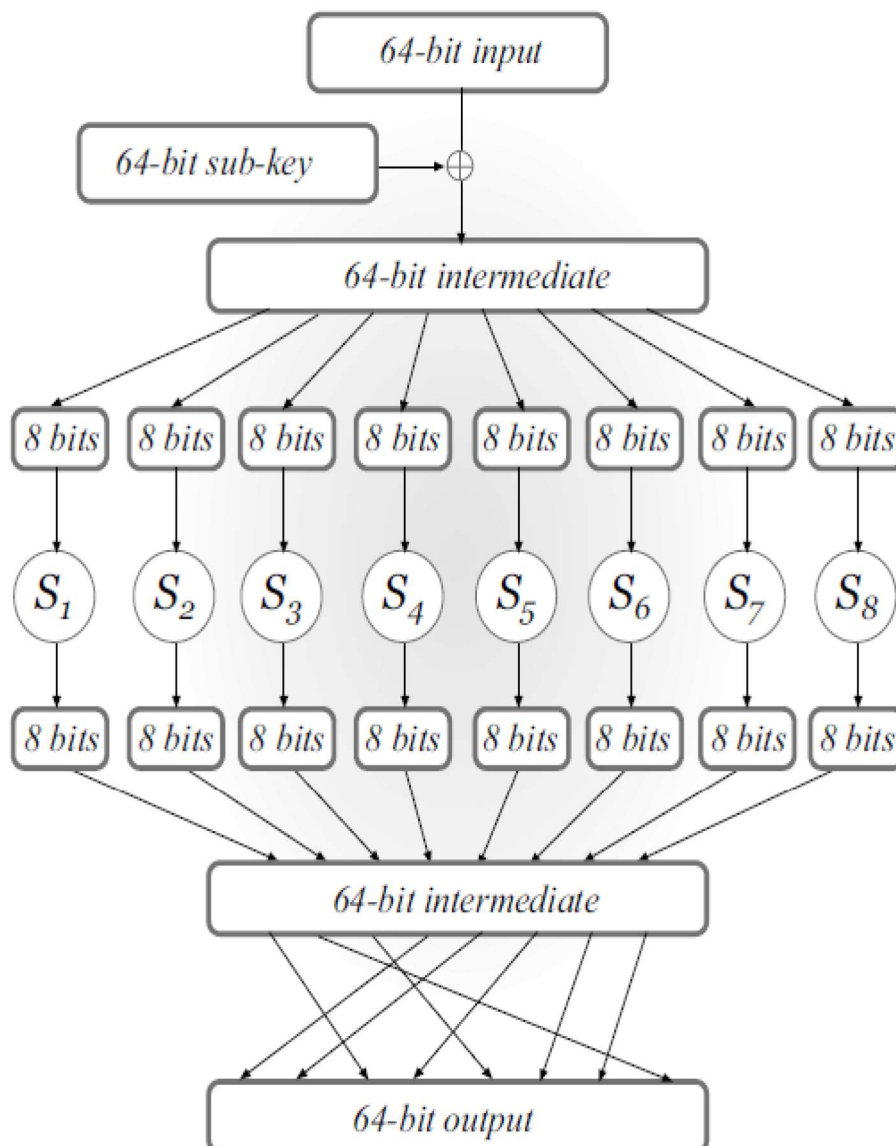 64-bit input
64-bit sub-key
64-bit intermediate
8 bits 8 bits 8 bits 8 bits 8 bits 8 bits 8 bits 8 bits
S1 S2 S3 S4 S5 S6 S7 S8
8 bits 8 bits 8 bits 8 bits 8 bits 8 bits 8 bits 8 bits
64-bit intermediate
64-bit output